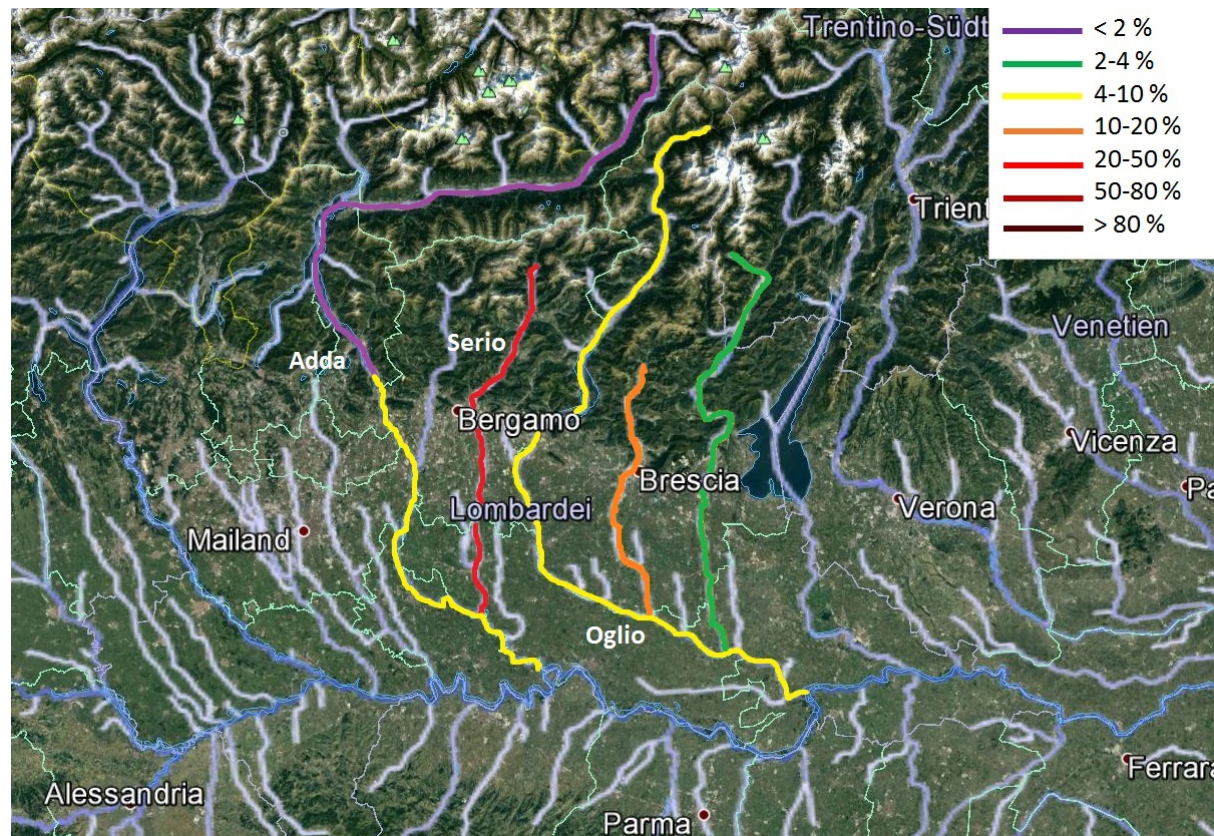 Trentino-Südt
< 2 %
2-4 %
4-10 %
10-20 %
20-50 %
50-80 %
> 80 %
Trient
Venetien
Adda
Serio
Bergamo
Vicenza
Brescia
Pa
Lombardei
Verona
Mailand
Oglio
Ferrara
Alessandria
Parma